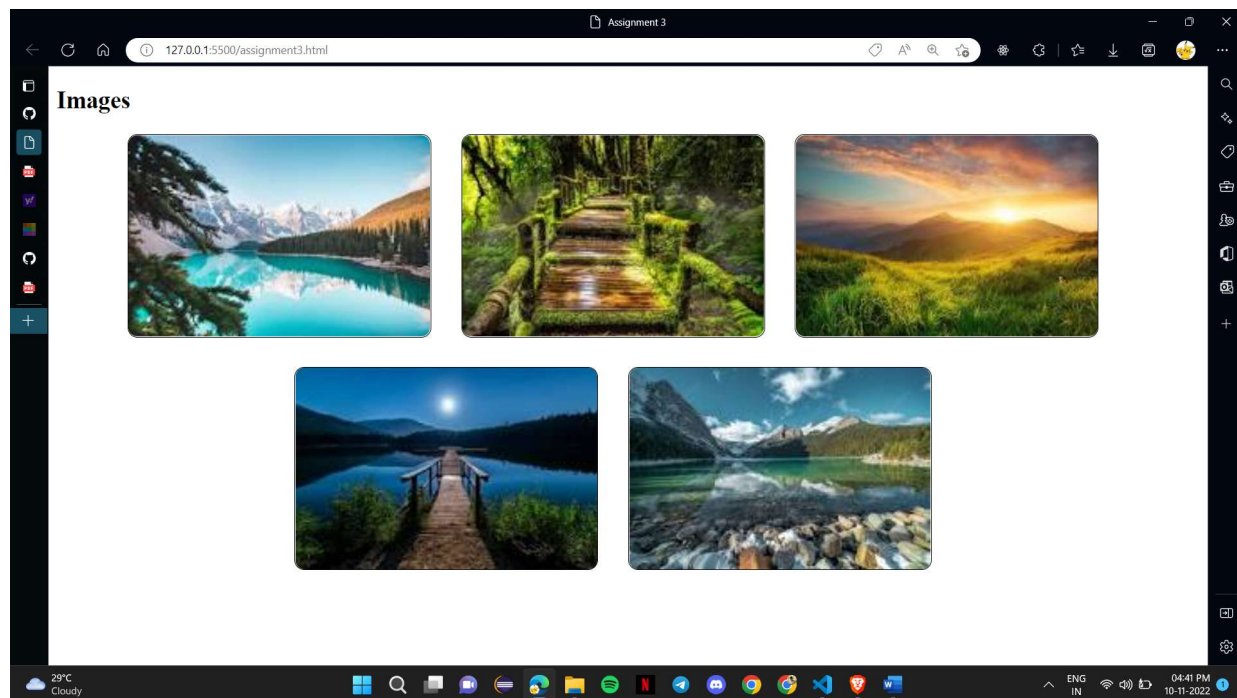 Assignment 3
127.0.0.1:5500/assignment3.html
Images
29°C
Cloudy
ENG
IN
04:41 PM
10-11-2022
1